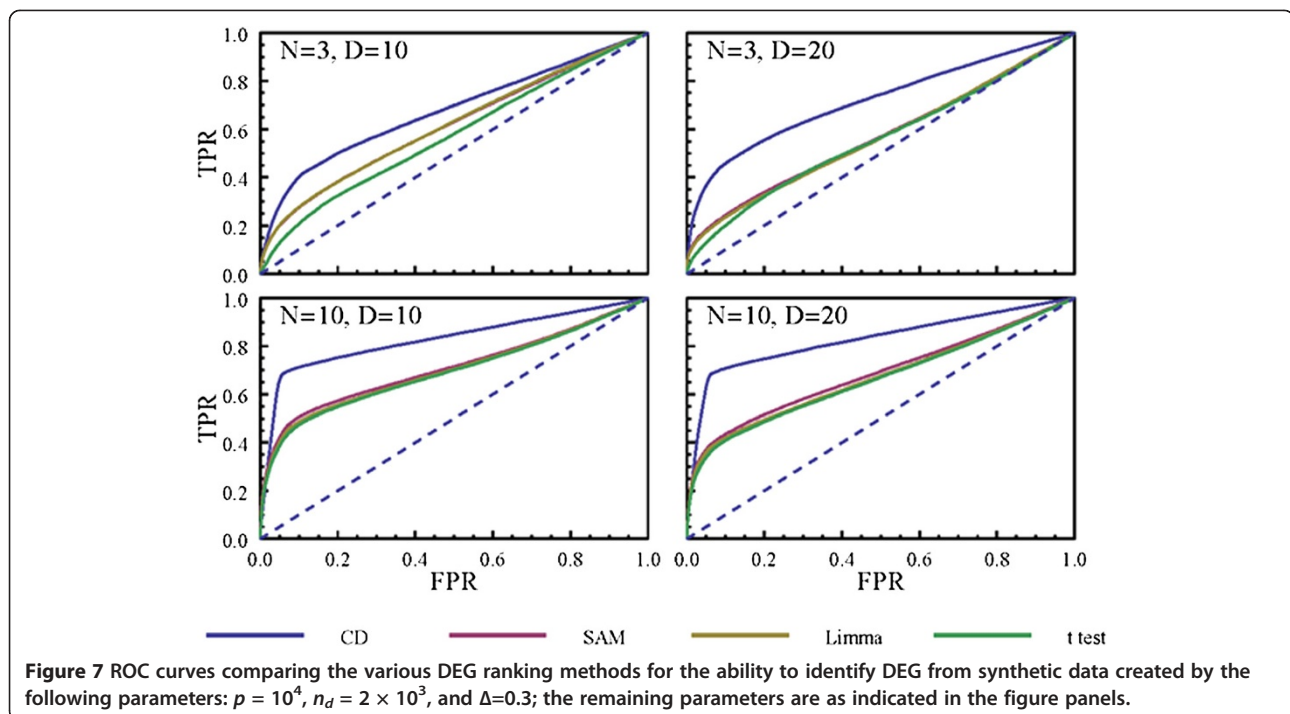 N=3, D=10
N=3, D=20
1.0
0.8
0.6
0.4
0.2
0.0
TPR
N=10, D=10
N=10, D=20
1.0
0.8
0.6
0.4
0.2
0.0
TPR
0.0 0.2 0.4 0.6 0.8 1.0
0.0 0.2 0.4 0.6 0.8 1.0
FPR FPR
CD SAM Limma t test
Figure 7 ROC curves comparing the various DEG ranking methods for the ability to identify DEG from synthetic data created by the
following parameters: p = 10⁴, n_d = 2 × 10³, and Δ=0.3; the remaining parameters are as indicated in the figure panels.